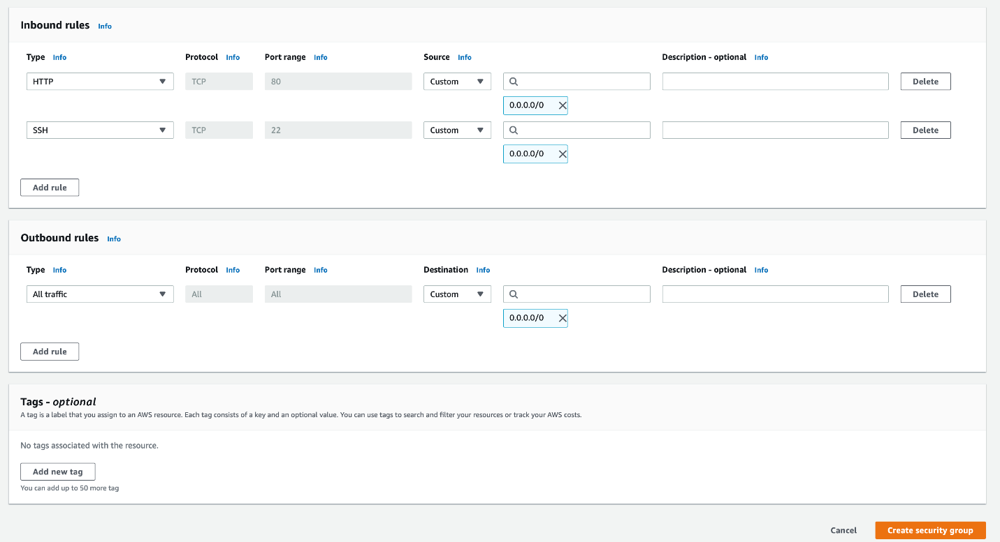 Inbound rules Info
Type Info Protocol Info Port range Info Source Info Description - optional Info
HTTP TCP 80 Custom Delete
0.0.0.0/0
SSH TCP 22 Custom Delete
0.0.0.0/0
Add rule
Outbound rules Info
Type Info Protocol Info Port range Info Destination Info Description - optional Info
All traffic All All Custom Delete
0.0.0.0/0
Add rule
Tags - optional
A tag is a label that you assign to an AWS resource. Each tag consists of a key and an optional value. You can use tags to search and filter your resources or track your AWS costs.
No tags associated with the resource.
Add new tag
You can add up to 50 more tag
Cancel Create security group